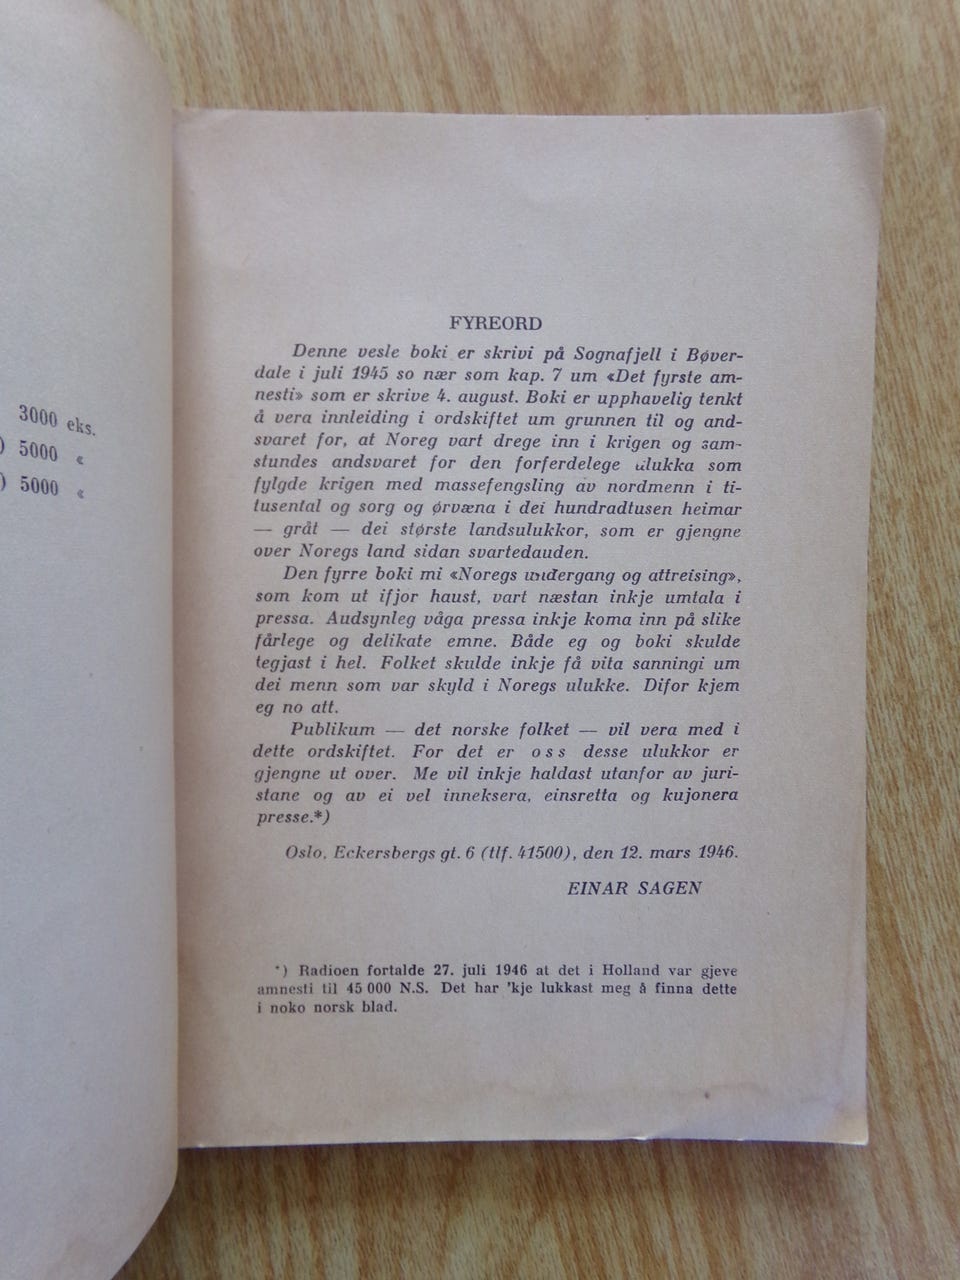 3000 eks.
) 5000 «
) 5000 «
FYREORD
Denne vesle boki er skrivi på Sognafjell i Bøver-
dale i juli 1945 so nær som kap. 7 um «Det fyrste am-
nesti» som er skrive 4. august. Boki er upphavelig tenkt
å vera innleiding i ordskiftet um grunnen til og and-
svaret for, at Noreg vart drege inn i krigen og sam-
stundes andsvaret for den forferdelege ulukka som
fylgde krigen med massefengsling av nordmenn i ti-
tusental og sorg og ørvæna i dei hundradtusen heimar
— gråt — dei største landsulukkor, som er gjengne
over Noregs land sidan svartedauden.
Den fyrre boki mi «Noregs undergang og attreising»,
som kom ut ifjor haust, vart næstan inkje umtala i
pressa. Audsynleg våga pressa inkje koma inn på slike
fårlege og delikate emne. Både eg og boki skulde
tegjast i hel. Folket skulde inkje få vita sanningi um
dei menn som var skyld i Noregs ulukke. Difor kjem
eg no att.
Publikum — det norske folket — vil vera med i
dette ordskiftet. For det er oss desse ulukkor er
gjengne ut over. Me vil inkje haldast utanfor av juri-
stane og av ei vel inneksera, einsretta og kujonera
presse.*)
Oslo, Eckersbergs gt. 6 (tlf. 41500), den 12. mars 1946.
EINAR SAGEN
*) Radioen fortalde 27. juli 1946 at det i Holland var gjeve
amnesti til 45 000 N.S. Det har 'kje lukkast meg å finna dette
i noko norsk blad.